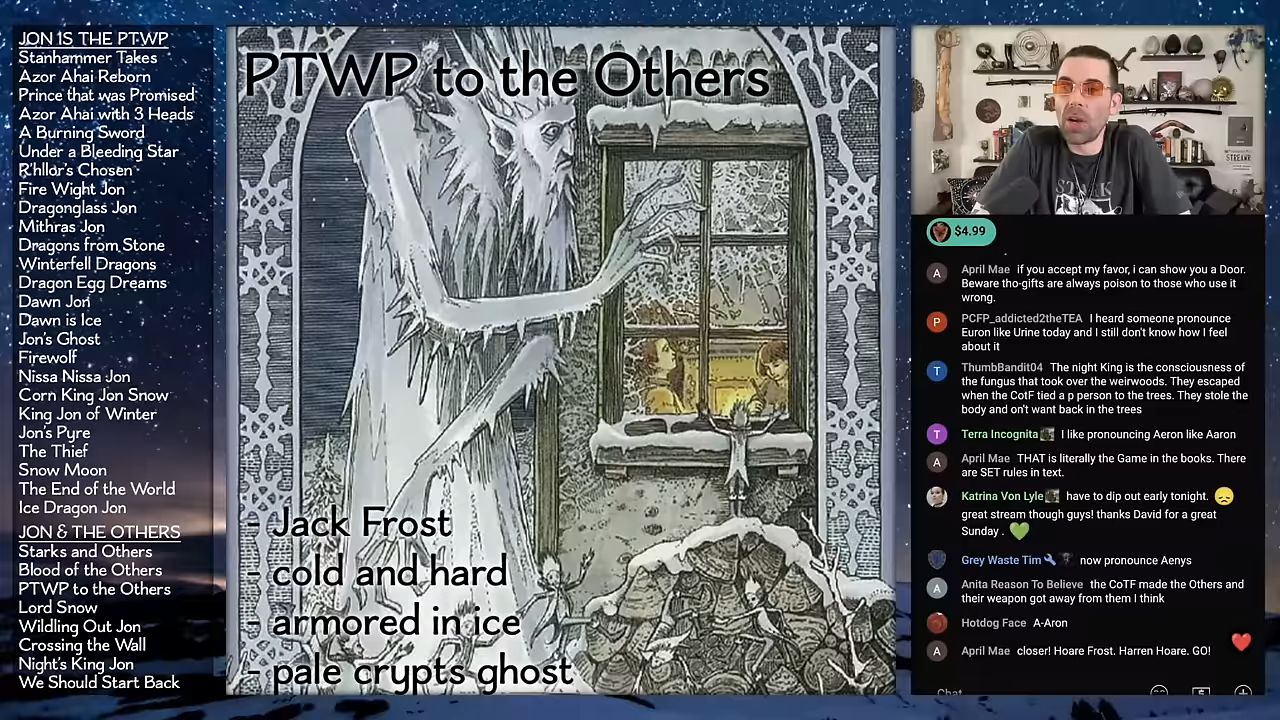 JON IS THE PTWP
Stanhammer Takes
Azor Ahai Reborn
Prince that was Promised
Azor Ahai with 3 Heads
A Burning Sword
Under a Bleeding Star
R'hllor's Chosen
Fire Wight Jon
Dragonglass Jon
Mithras Jon
Dragons from Stone
Winterfell Dragons
Dragon Egg Dreams
Dawn Jon
Dawn is Ice
Jon's Ghost
Firewolf
Nissa Nissa Jon
Corn King Jon Snow
King Jon of Winter
Jon's Pyre
The Thief
Snow Moon
The End of the World
Ice Dragon Jon
JON & THE OTHERS
Starks and Others
Blood of the Others
PTWP to the Others
Lord Snow
Wildling Out Jon
Crossing the Wall
Night's King Jon
We Should Start Back
PTWP to the Others
- Jack Frost
- cold and hard
- armored in ice
- pale crypts ghost
STARK
$4.99
A April Mae if you accept my favor, i can show you a Door.
Beware tho-gifts are always poison to those who use it
wrong.
P PCFP_addicted2theTEA I heard someone pronounce
Euron like Urine today and I still don't know how I feel
about it
T ThumbBandit04 The night King is the consciousness of
the fungus that took over the weirwoods. They escaped
when the CotF tied a p person to the trees. They stole the
body and on't want back in the trees
T Terra Incognita I like pronouncing Aeron like Aaron
A April Mae THAT is literally the Game in the books. There
are SET rules in text.
Katrina Von Lyle have to dip out early tonight. 😞
great stream though guys! thanks David for a great
Sunday . 💚
Grey Waste Tim now pronounce Aenys
A Anita Reason To Believe the CoTF made the Others and
their weapon got away from them I think
Hotdog Face A-Aron
A April Mae closer! Hoare Frost. Harren Hoare. GO!
Chat